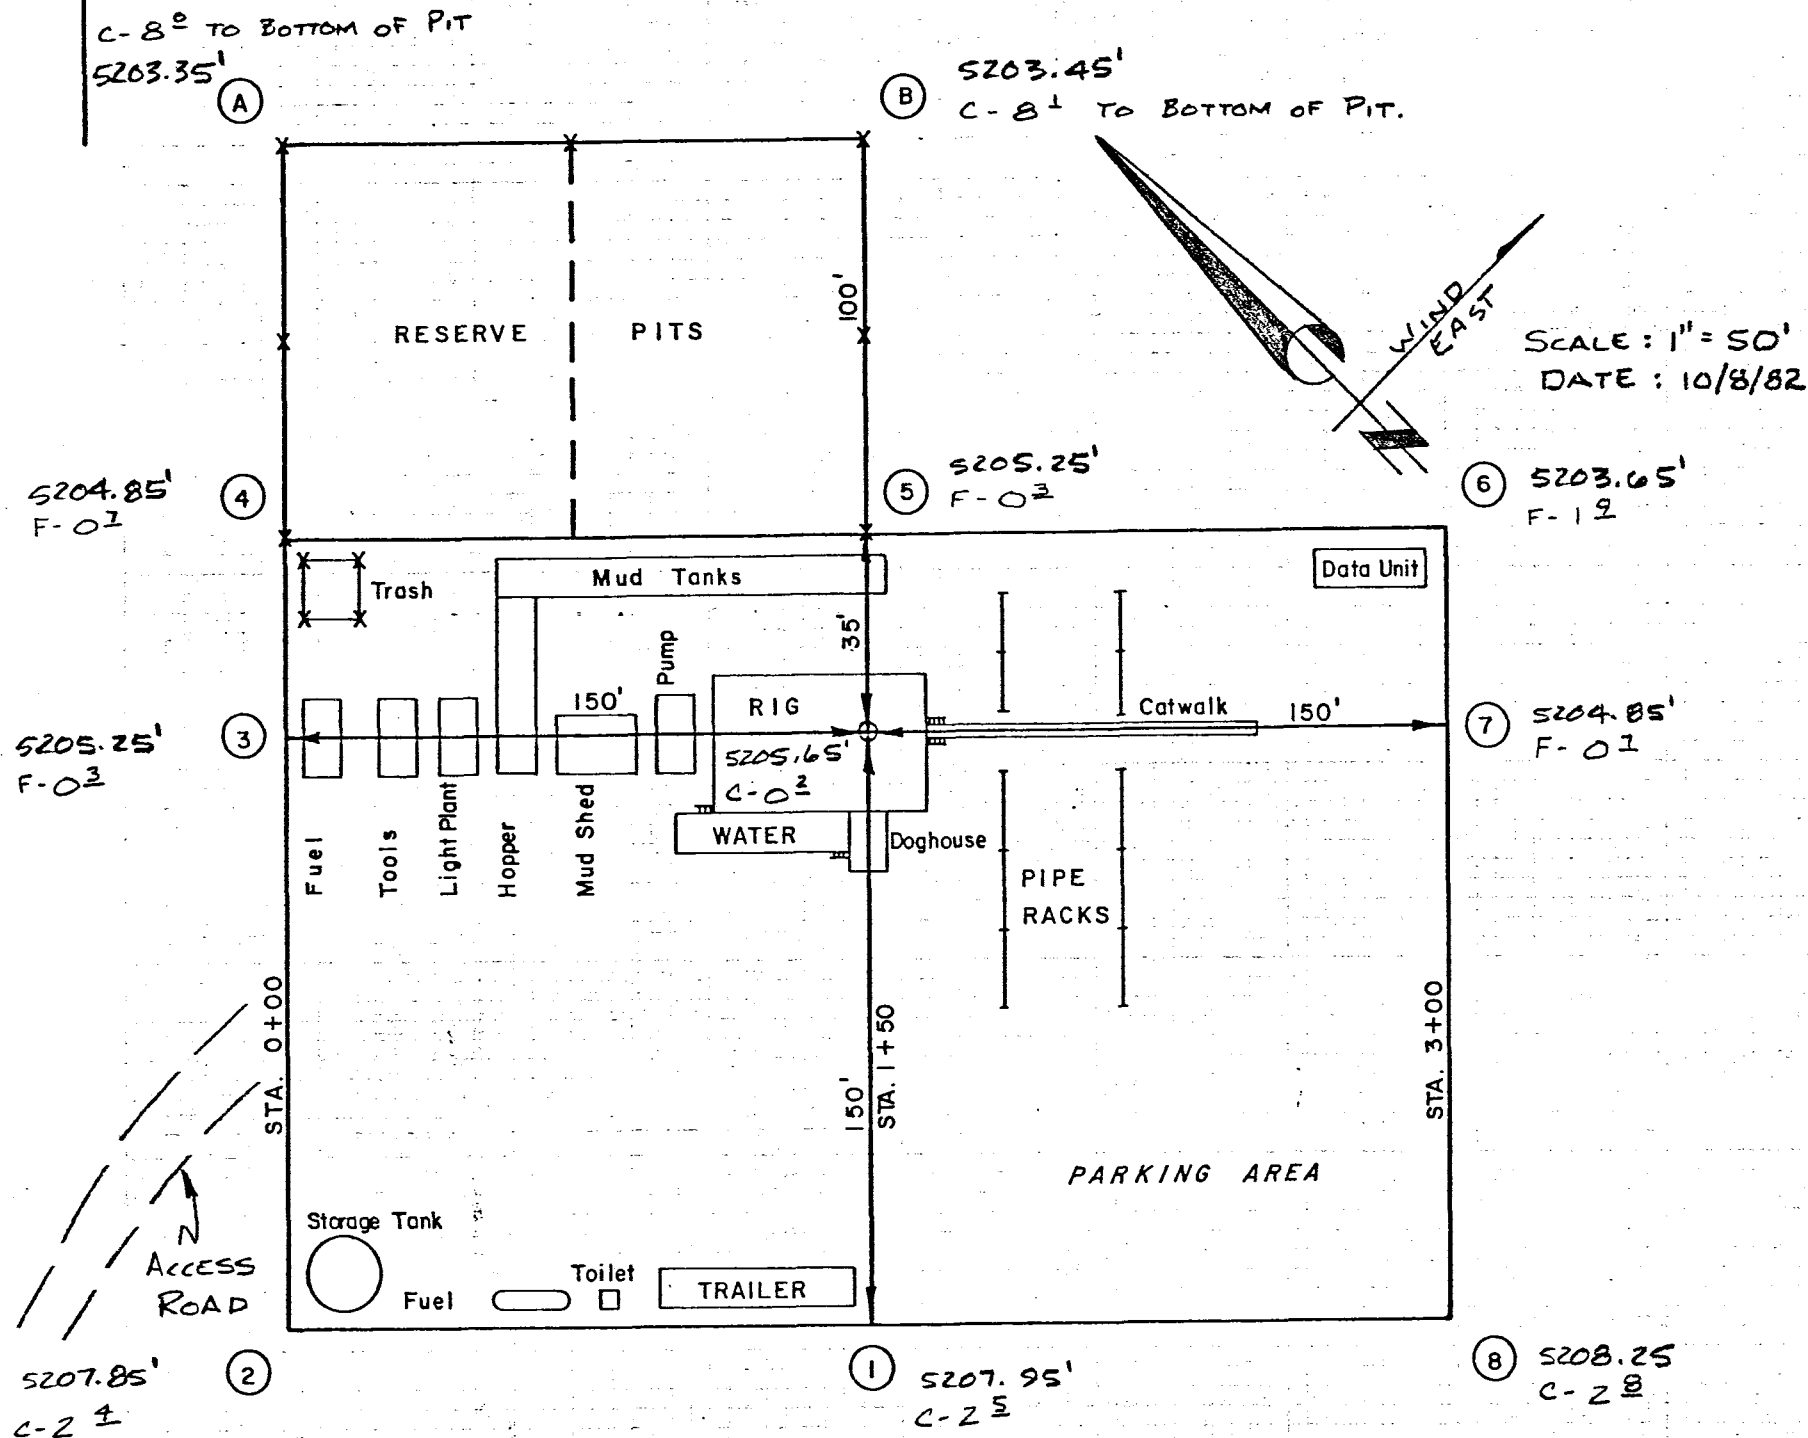 C-8⁰ TO BOTTOM OF PIT
5203.35'
A
B
5203.45'
C-8¹ TO BOTTOM OF PIT.
RESERVE PITS
100'
WIND
EAST
N
SCALE : 1" = 50'
DATE : 10/8/82
5204.85'
F-0⁷
4
5
5205.25'
F-0³
6
5203.65'
F-1⁹
Trash
Mud Tanks
Data Unit
35'
Pump
150'
RIG
Catwalk
150'
5205.25'
F-0³
3
5205.65'
C-0²
7
5204.85'
F-0⁷
Fuel
Tools
Light Plant
Hopper
Mud Shed
WATER
Doghouse
PIPE
RACKS
STA. 0+00
150'
STA. 1+50
STA. 3+00
PARKING AREA
ACCESS
ROAD
Storage Tank
Fuel
Toilet
TRAILER
5207.85'
C-2⁴
2
1
5207.95'
C-2⁵
8
5208.25
C-2⁸